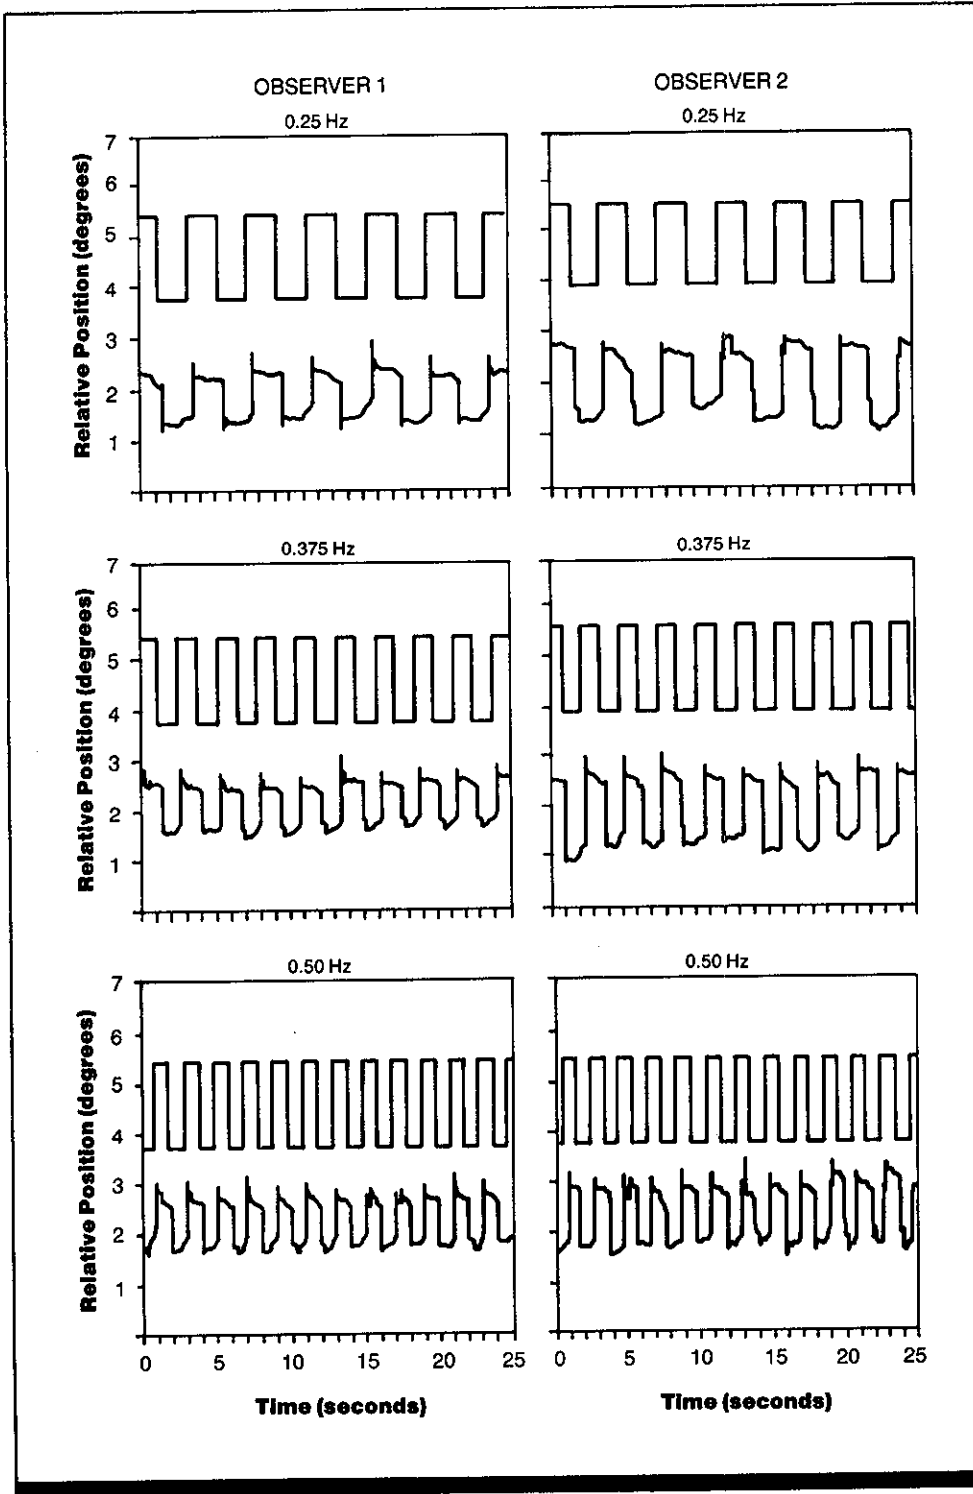 OBSERVER 1
OBSERVER 2
0.25 Hz
0.25 Hz
7
6
5
4
3
2
1
Relative Position (degrees)
0.375 Hz
0.375 Hz
7
6
5
4
3
2
1
Relative Position (degrees)
0.50 Hz
0.50 Hz
7
6
5
4
3
2
1
Relative Position (degrees)
0 5 10 15 20 25
0 5 10 15 20 25
Time (seconds)
Time (seconds)